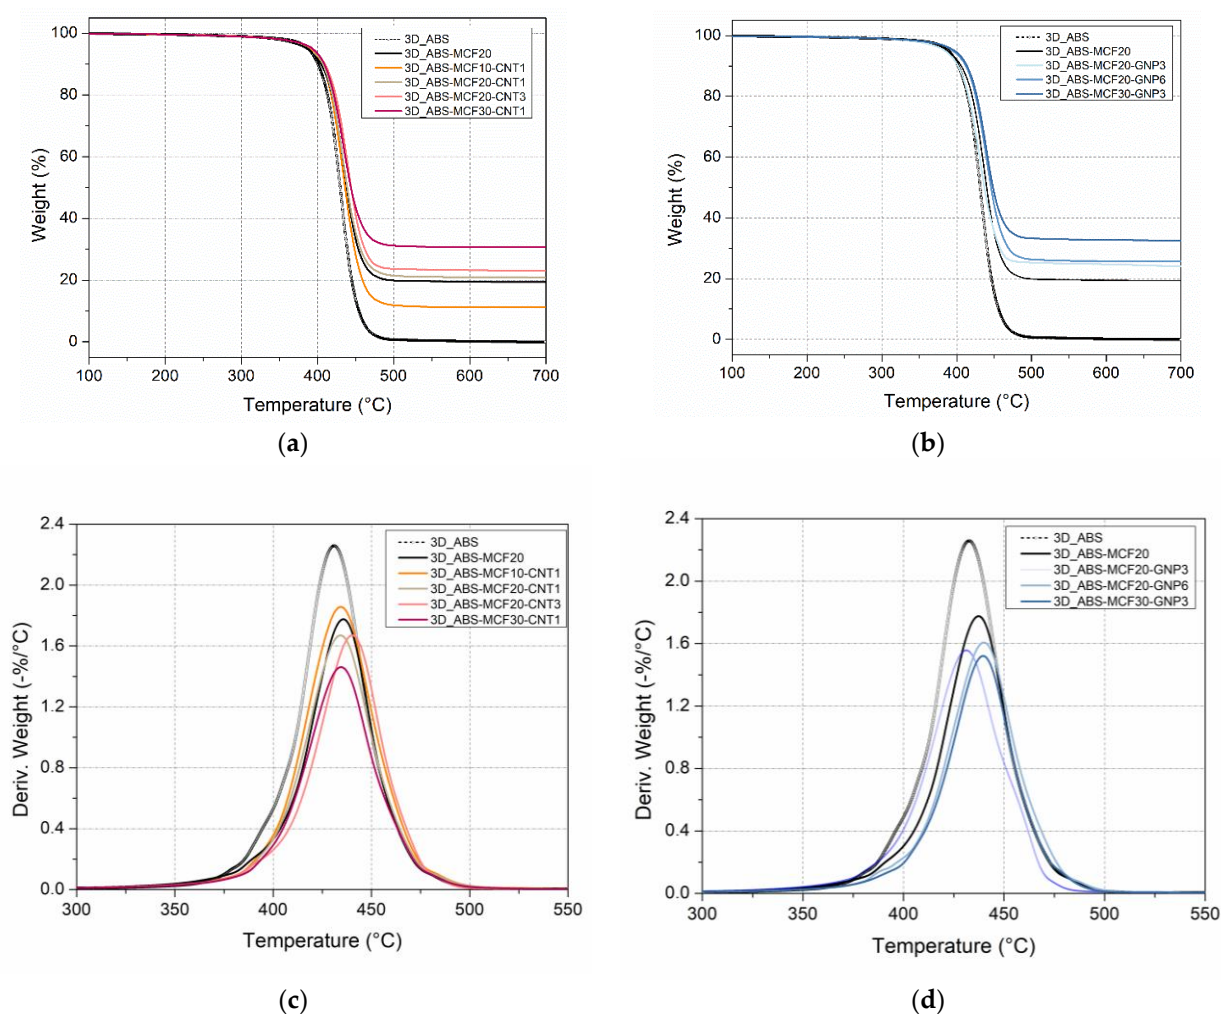 100
80
60
40
20
0
Weight (%)
3D_ABS
3D_ABS-MCF20
3D_ABS-MCF10-CNT1
3D_ABS-MCF20-CNT1
3D_ABS-MCF20-CNT3
3D_ABS-MCF30-CNT1
100 200 300 400 500 600 700
Temperature (°C)
(a)
100
80
60
40
20
0
Weight (%)
3D_ABS
3D_ABS-MCF20
3D_ABS-MCF20-GNP3
3D_ABS-MCF20-GNP6
3D_ABS-MCF30-GNP3
100 200 300 400 500 600 700
Temperature (°C)
(b)
2.4
2.0
1.6
1.2
0.8
0.4
0.0
Deriv. Weight (-%/°C)
3D_ABS
3D_ABS-MCF20
3D_ABS-MCF10-CNT1
3D_ABS-MCF20-CNT1
3D_ABS-MCF20-CNT3
3D_ABS-MCF30-CNT1
300 350 400 450 500 550
Temperature (°C)
(c)
2.4
2.0
1.6
1.2
0.8
0.4
0.0
Deriv. Weight (-%/°C)
3D_ABS
3D_ABS-MCF20
3D_ABS-MCF20-GNP3
3D_ABS-MCF20-GNP6
3D_ABS-MCF30-GNP3
300 350 400 450 500 550
Temperature (°C)
(d)